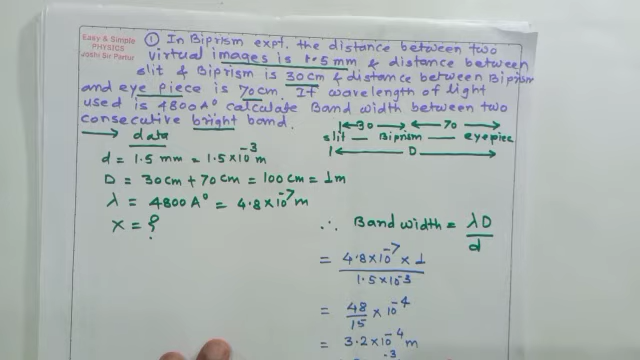 Easy & Simple
PHYSICS
Joshi Sir Partur
① In Biprism expt. the distance between two
virtual images is 1.5 mm & distance between
slit & Biprism is 30 cm & distance between Biprism
and eye piece is 70 cm. If wavelength of light
used is 4800 A° calculate Band width between two
consecutive bright band.
→ data
d = 1.5 mm = 1.5 × 10⁻³ m
D = 30 cm + 70 cm = 100 cm = 1 m
λ = 4800 A° = 4.8 × 10⁻⁷ m
x = ?
30 70
slit — Biprism — eyepiece
D
∴ Band width = λD / d
= 4.8 × 10⁻⁷ × 1 / 1.5 × 10⁻³
= 48/15 × 10⁻⁴
= 3.2 × 10⁻⁴ m